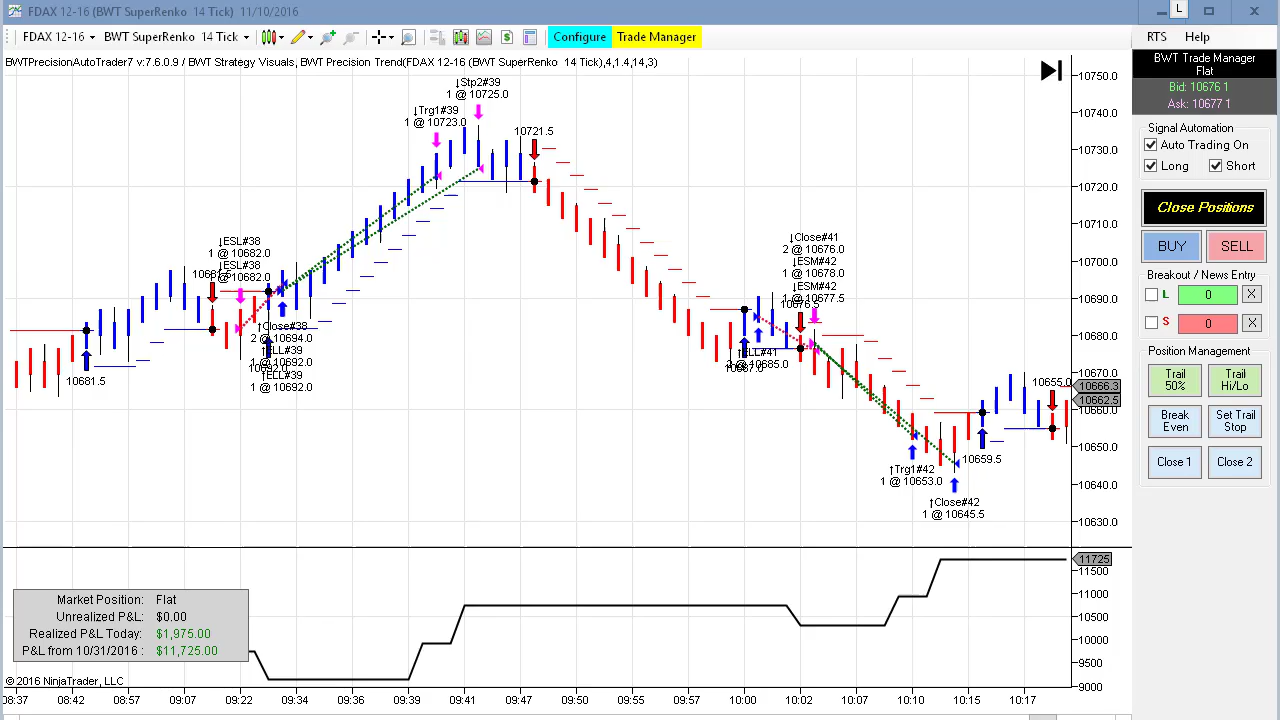 FDAX 12-16 (BWT SuperRenko 14 Tick) 11/10/2016
L
FDAX 12-16 BWT SuperRenko 14 Tick Configure Trade Manager RTS Help
BWTPrecisionAutoTrader7 v:7.6.0.9 / BWT Strategy Visuals, BWT Precision Trend(FDAX 12-16 (BWT SuperRenko 14 Tick),4,1.4,14,3)
↓Stp2#39
1 @ 10725.0
↓Trg1#39
1 @ 10723.0
10721.5
↓ESL#38
1 @ 10682.0
↓ESL#38
1 @ 10682.0
10681.5
↑Close#38
2 @ 10694.0
↑ELL#39
1 @ 10692.0
↑ELL#39
1 @ 10692.0
↓Close#41
2 @ 10676.0
↓ESM#42
1 @ 10678.0
↓ESM#42
1 @ 10677.5
↑ELL#41
2 @ 10685.0
↑Trg1#42
1 @ 10653.0
↑Close#42
1 @ 10645.5
10659.5
10655.0
10750.0
10740.0
10730.0
10720.0
10710.0
10700.0
10690.0
10680.0
10670.0
10666.3
10662.5
10660.0
10650.0
10640.0
10630.0
11725
11500
11000
10500
10000
9500
9000
Market Position: Flat
Unrealized P&L: $0.00
Realized P&L Today: $1,975.00
P&L from 10/31/2016 : $11,725.00
© 2016 NinjaTrader, LLC
08:37 08:42 08:57 09:07 09:22 09:32 09:36 09:38 09:41 09:47 09:51 09:55 10:00 10:02 10:07 10:10 10:15 10:17
BWT Trade Manager
Flat
Bid: 10676 1
Ask: 10677 1
Signal Automation
Auto Trading On
Long Short
Close Positions
BUY SELL
Breakout / News Entry
L 0 X
S 0 X
Position Management
Trail 50%
Trail Hi/Lo
Break Even
Set Trail Stop
Close 1 Close 2